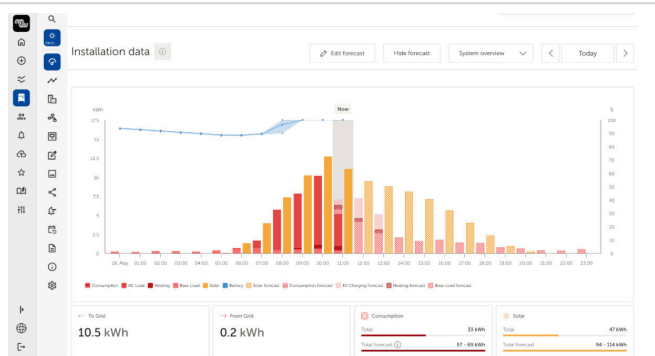 Installation data
Edit forecast
Hide forecast
System overview
Today
kWh
%
Now
17.5
100
90
15
80
12.5
70
10
60
50
7.5
40
5
30
20
2.5
10
0
0
18. May 01:00 02:00 03:00 04:00 05:00 06:00 07:00 08:00 09:00 10:00 11:00 12:00 13:00 14:00 15:00 16:00 17:00 18:00 19:00 20:00 21:00 22:00 23:00
Consumption AC Load Heating Base Load Solar Battery Solar forecast Consumption forecast EV Charging forecast Heating forecast Base Load forecast
To Grid
10.5 kWh
From Grid
0.2 kWh
Consumption
Total 33 kWh
Total forecast 57 - 69 kWh
Solar
Total 47 kWh
Total forecast 94 - 114 kWh